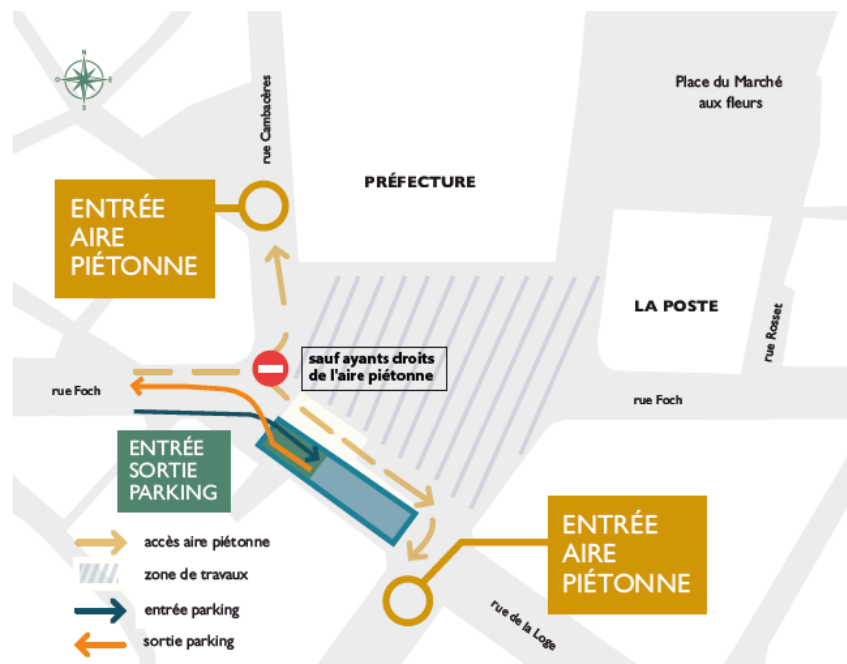 N
O
E
S
rue Cambacères
Place du Marché
aux fleurs
PRÉFECTURE
ENTRÉE
AIRE
PIÉTONNE
LA POSTE
rue Rosset
sauf ayants droits
de l'aire piétonne
rue Foch
rue Foch
ENTRÉE
SORTIE
PARKING
ENTRÉE
AIRE
PIÉTONNE
accès aire piétonne
zone de travaux
entrée parking
sortie parking
rue de la Loge